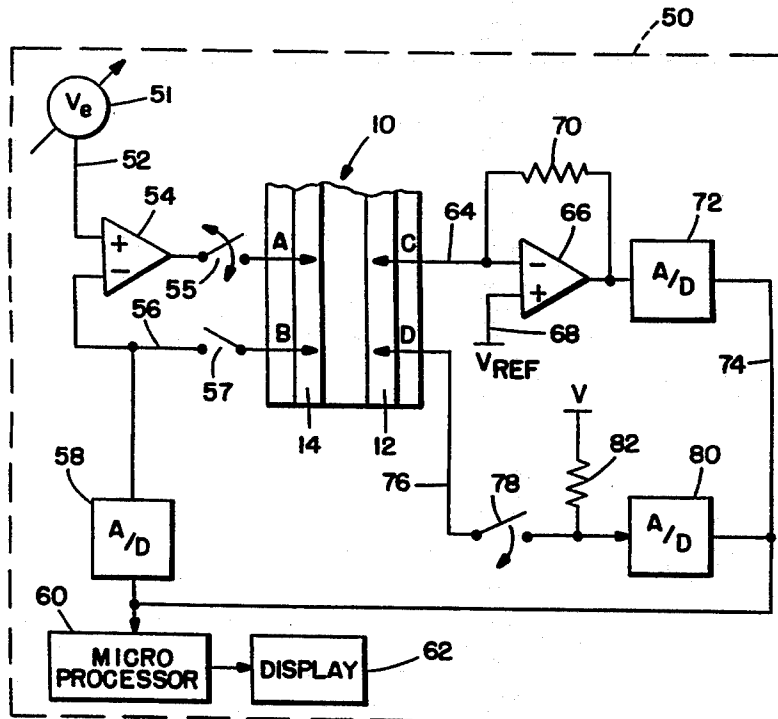 50
Ve
51
52
10
70
54
64
66
72
+
-
A
C
-
+
A/D
55
56
B
D
68
VREF
74
57
V
14
12
82
80
58
76
78
A/D
A/D
60
MICRO PROCESSOR
DISPLAY
62